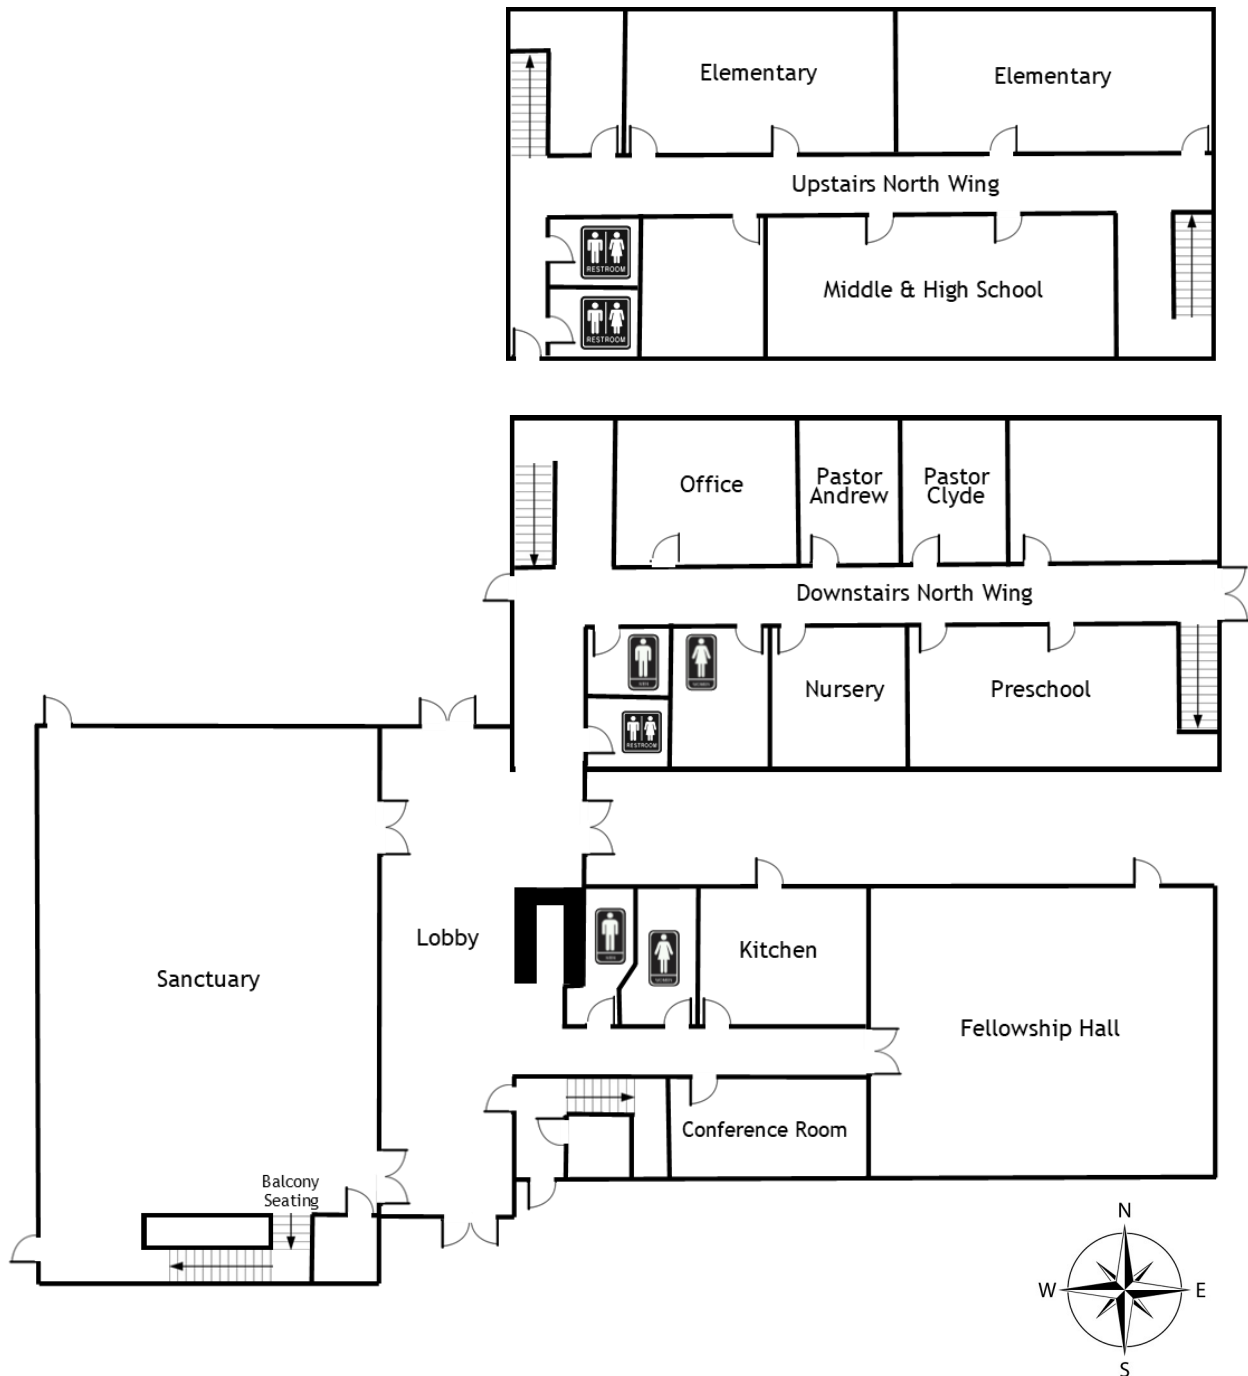 Elementary
Elementary
Upstairs North Wing
RESTROOM
Middle & High School
RESTROOM
Office
Pastor
Andrew
Pastor
Clyde
Downstairs North Wing
Nursery
Preschool
RESTROOM
Lobby
Kitchen
Sanctuary
Fellowship Hall
Conference Room
Balcony
Seating
N
W
E
S